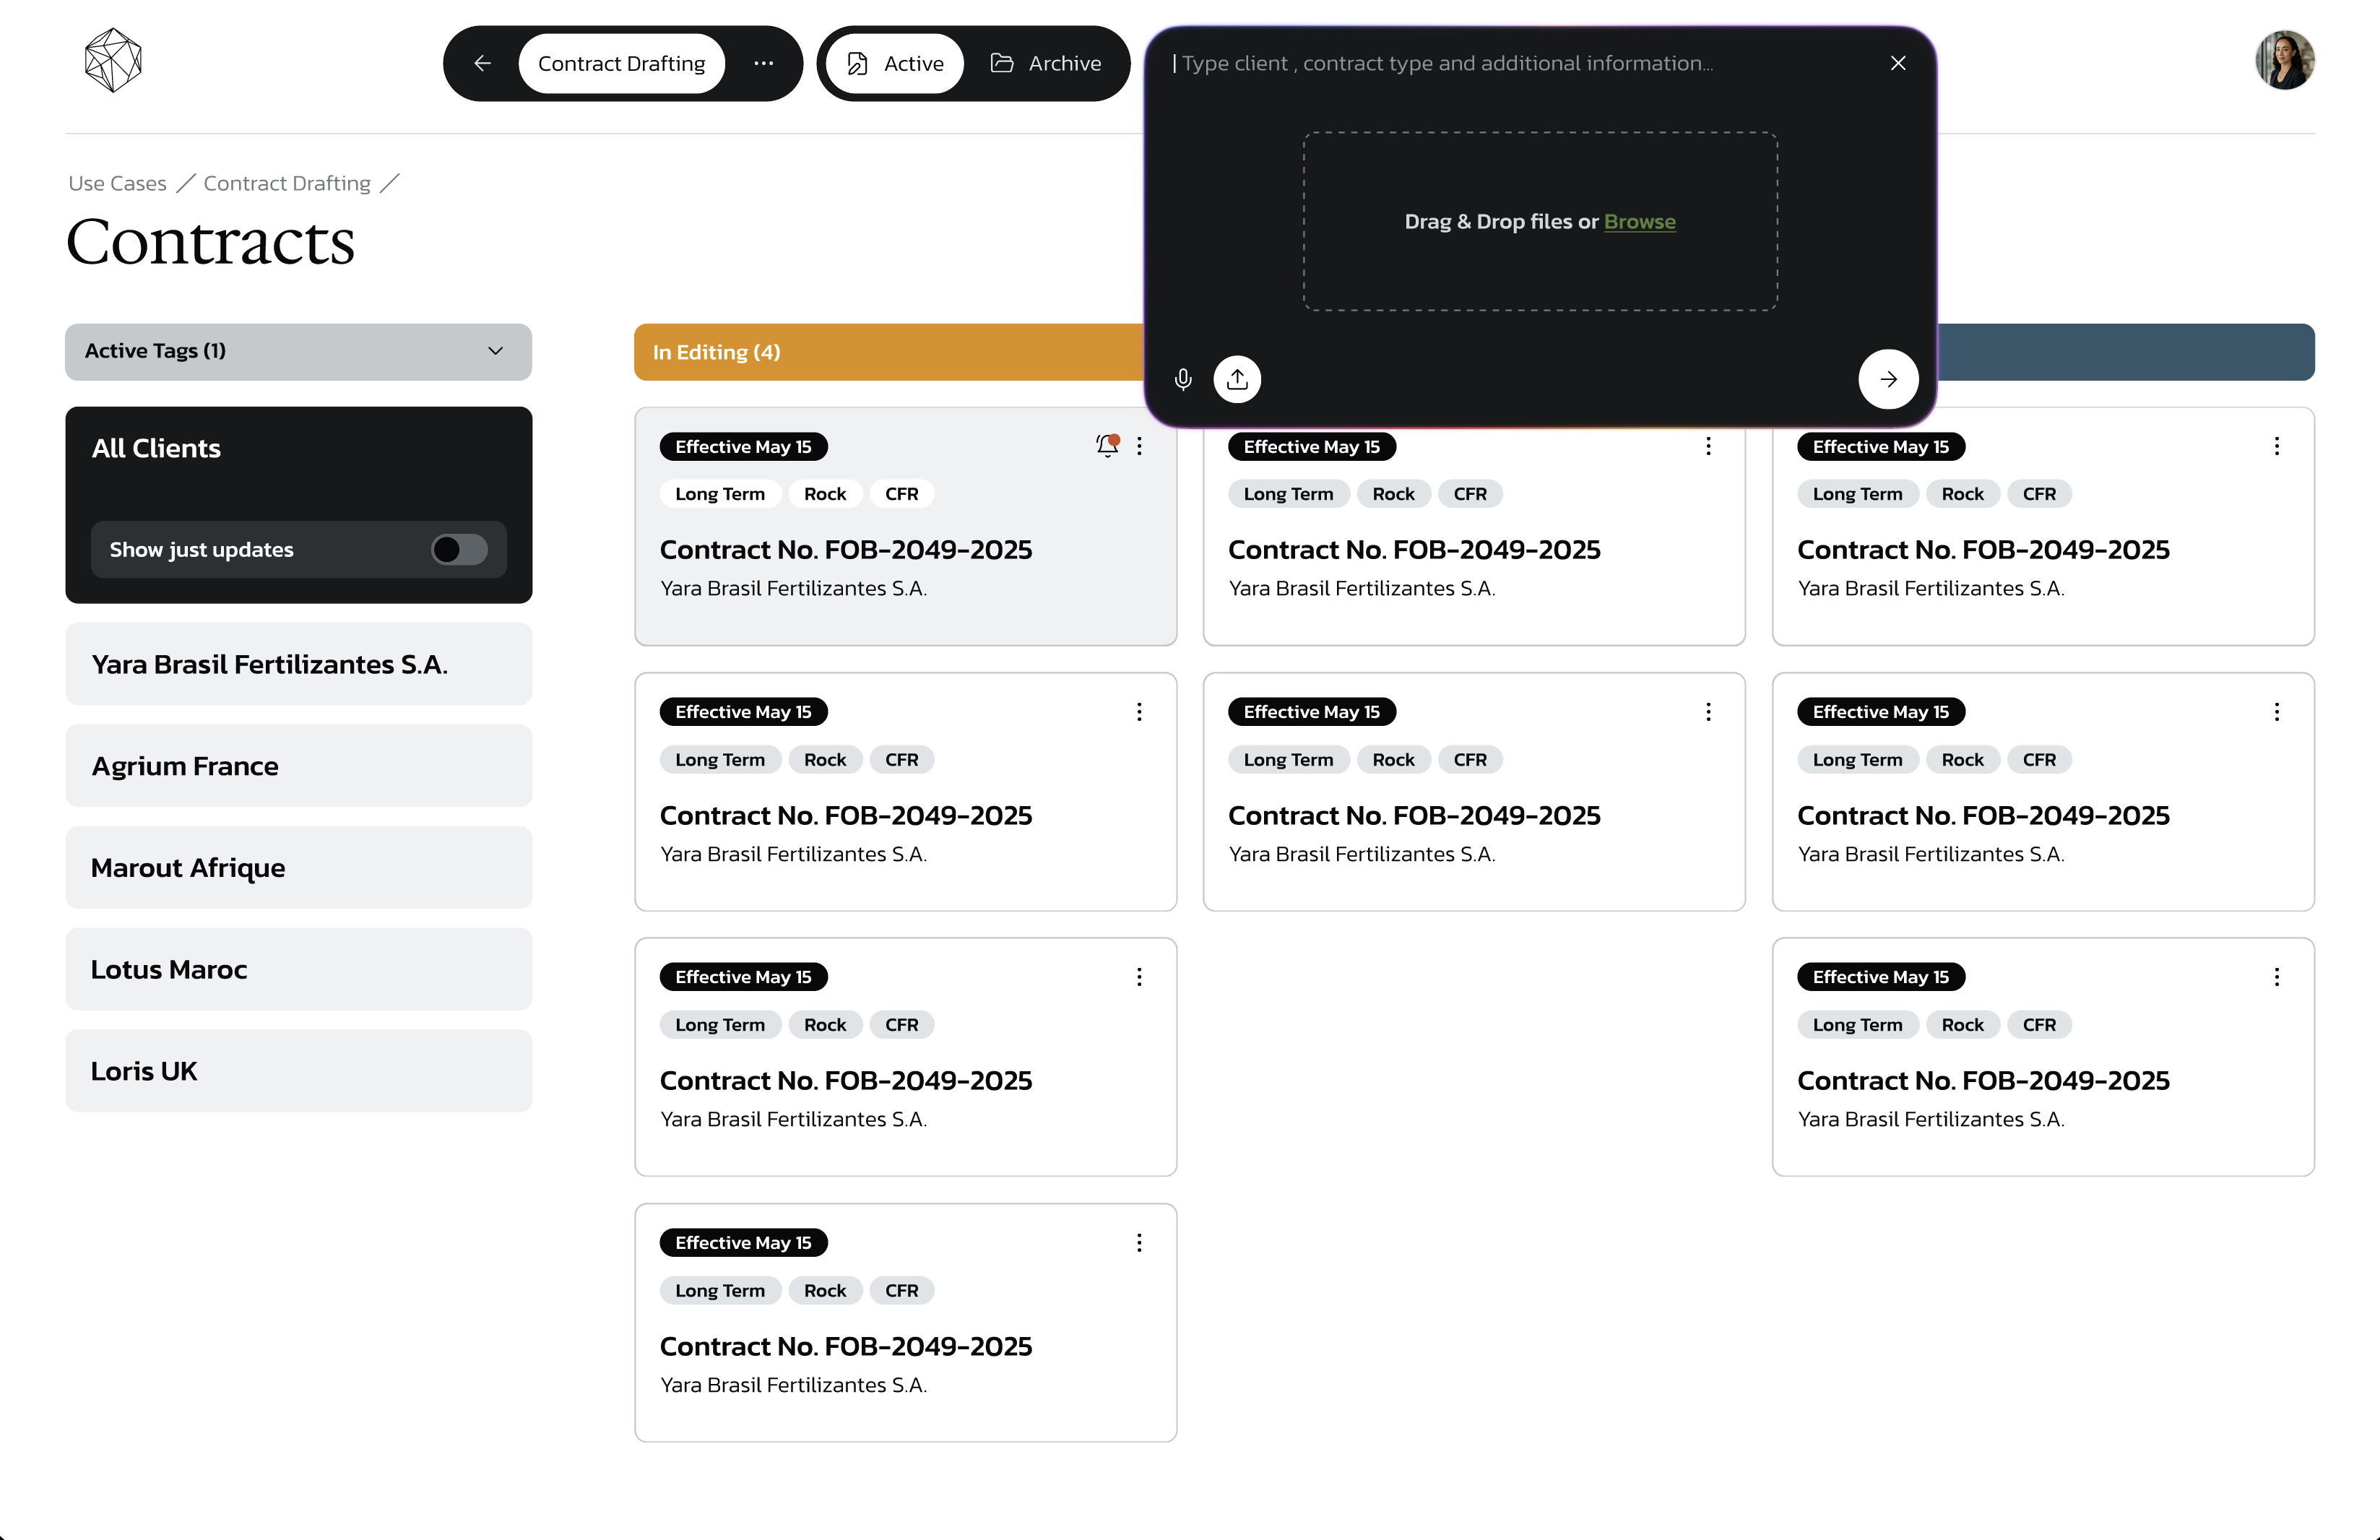 Contract Drafting
Active
Archive
Type client , contract type and additional information...
Drag & Drop files or Browse
Use Cases / Contract Drafting /
Contracts
Active Tags (1)
All Clients
Show just updates
Yara Brasil Fertilizantes S.A.
Agrium France
Marout Afrique
Lotus Maroc
Loris UK
In Editing (4)
Effective May 15
Long Term Rock CFR
Contract No. FOB-2049-2025
Yara Brasil Fertilizantes S.A.
Effective May 15
Long Term Rock CFR
Contract No. FOB-2049-2025
Yara Brasil Fertilizantes S.A.
Effective May 15
Long Term Rock CFR
Contract No. FOB-2049-2025
Yara Brasil Fertilizantes S.A.
Effective May 15
Long Term Rock CFR
Contract No. FOB-2049-2025
Yara Brasil Fertilizantes S.A.
Effective May 15
Long Term Rock CFR
Contract No. FOB-2049-2025
Yara Brasil Fertilizantes S.A.
Effective May 15
Long Term Rock CFR
Contract No. FOB-2049-2025
Yara Brasil Fertilizantes S.A.
Effective May 15
Long Term Rock CFR
Contract No. FOB-2049-2025
Yara Brasil Fertilizantes S.A.
Effective May 15
Long Term Rock CFR
Contract No. FOB-2049-2025
Yara Brasil Fertilizantes S.A.
Effective May 15
Long Term Rock CFR
Contract No. FOB-2049-2025
Yara Brasil Fertilizantes S.A.